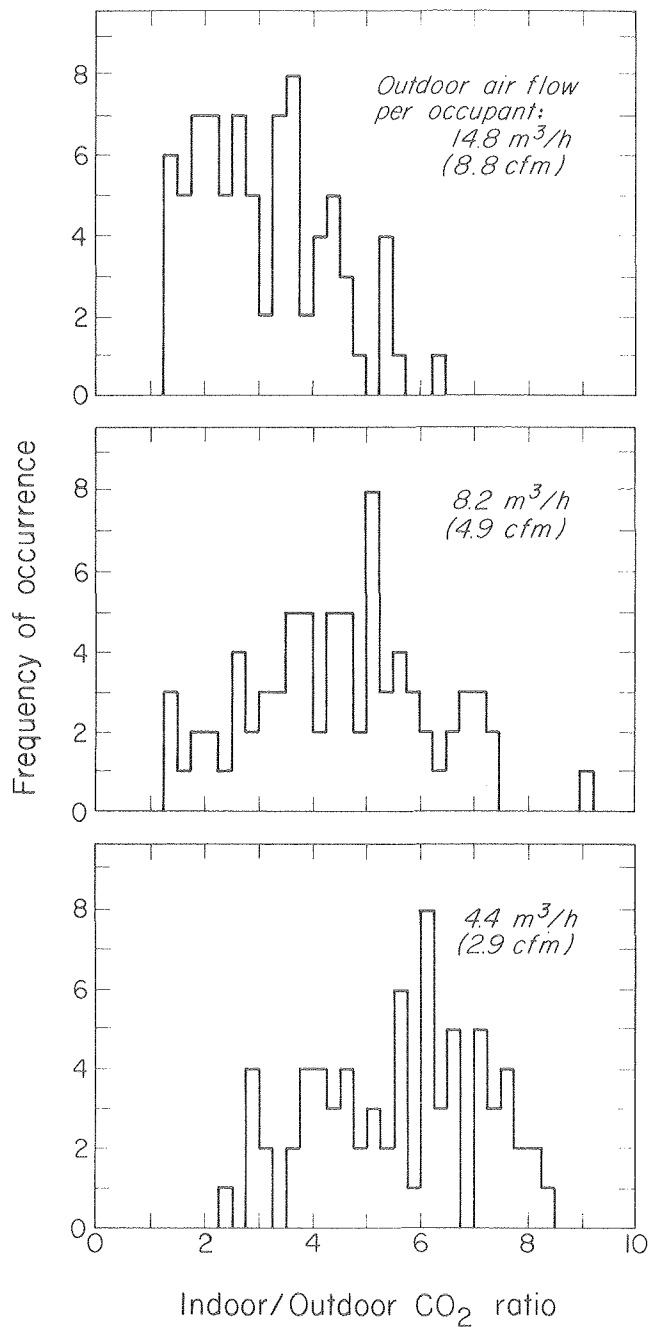 Outdoor air flow
per occupant:
14.8 m³/h
(8.8 cfm)
8
6
4
2
0
8.2 m³/h
(4.9 cfm)
8
6
4
2
0
Frequency of occurrence
4.4 m³/h
(2.9 cfm)
8
6
4
2
0
0 2 4 6 8 10
Indoor/Outdoor CO₂ ratio